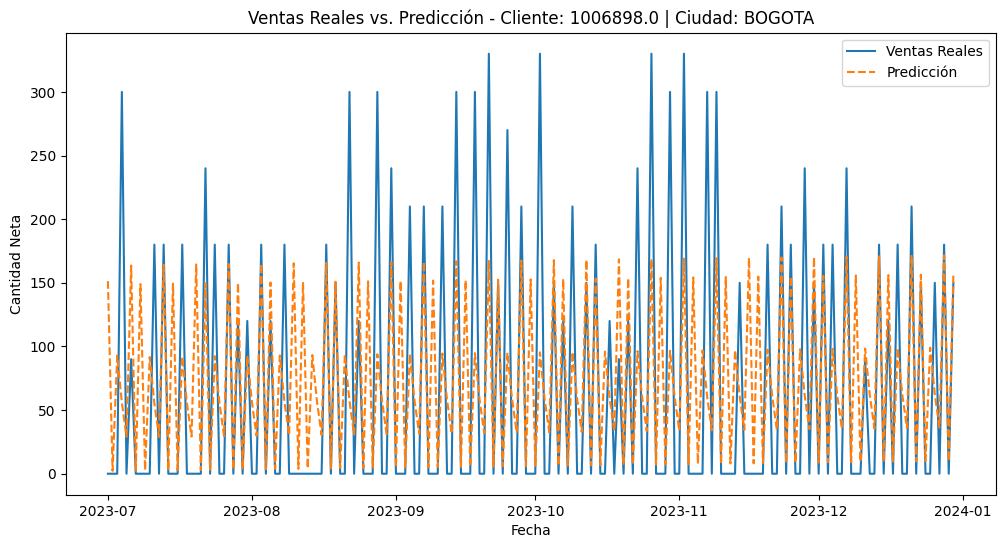 Ventas Reales vs. Predicción - Cliente: 1006898.0 | Ciudad: BOGOTA
Ventas Reales
Predicción
Cantidad Neta
300
250
200
150
100
50
0
2023-07 2023-08 2023-09 2023-10 2023-11 2023-12 2024-01
Fecha